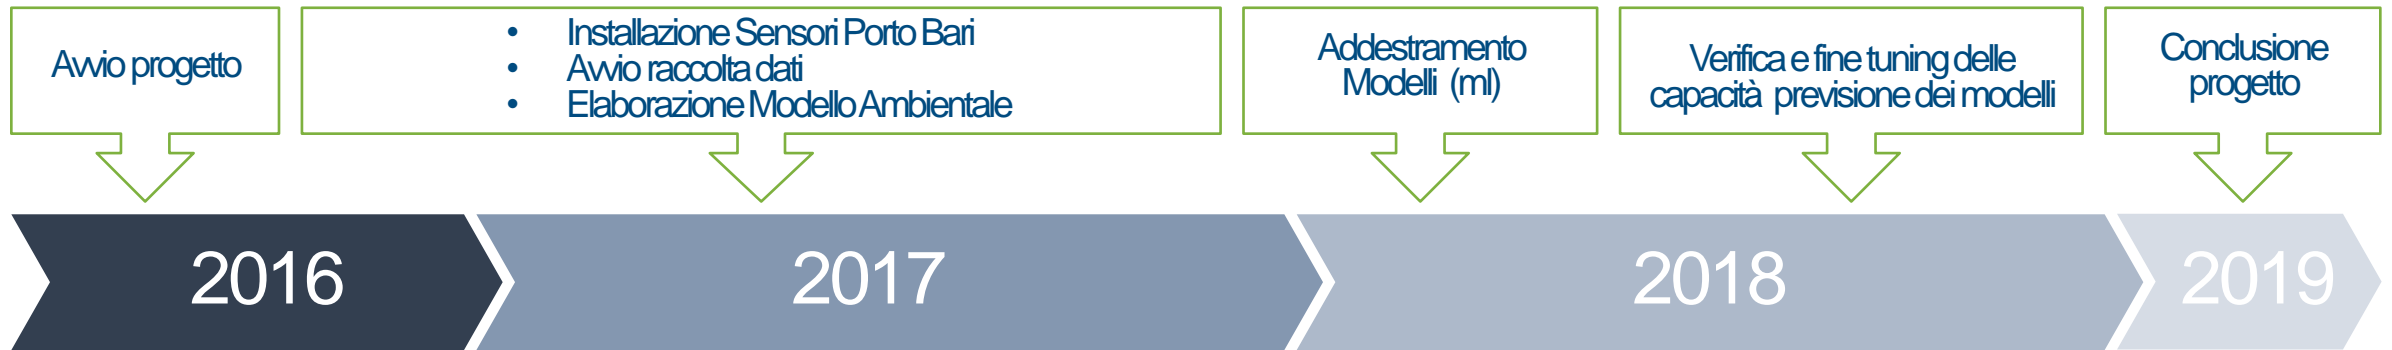 Avvio progetto
• Installazione Sensori Porto Bari
• Avvio raccolta dati
• Elaborazione Modello Ambientale
Addestramento
Modelli (ml)
Verifica e fine tuning delle
capacità previsione dei modelli
Conclusione
progetto
2016
2017
2018
2019